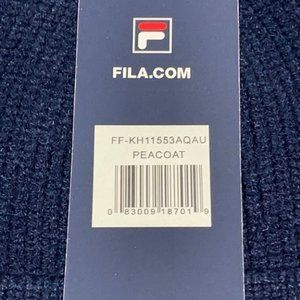 FILA.COM
FF-KH11553AQAU
PEACOAT
0 83009 18701 9